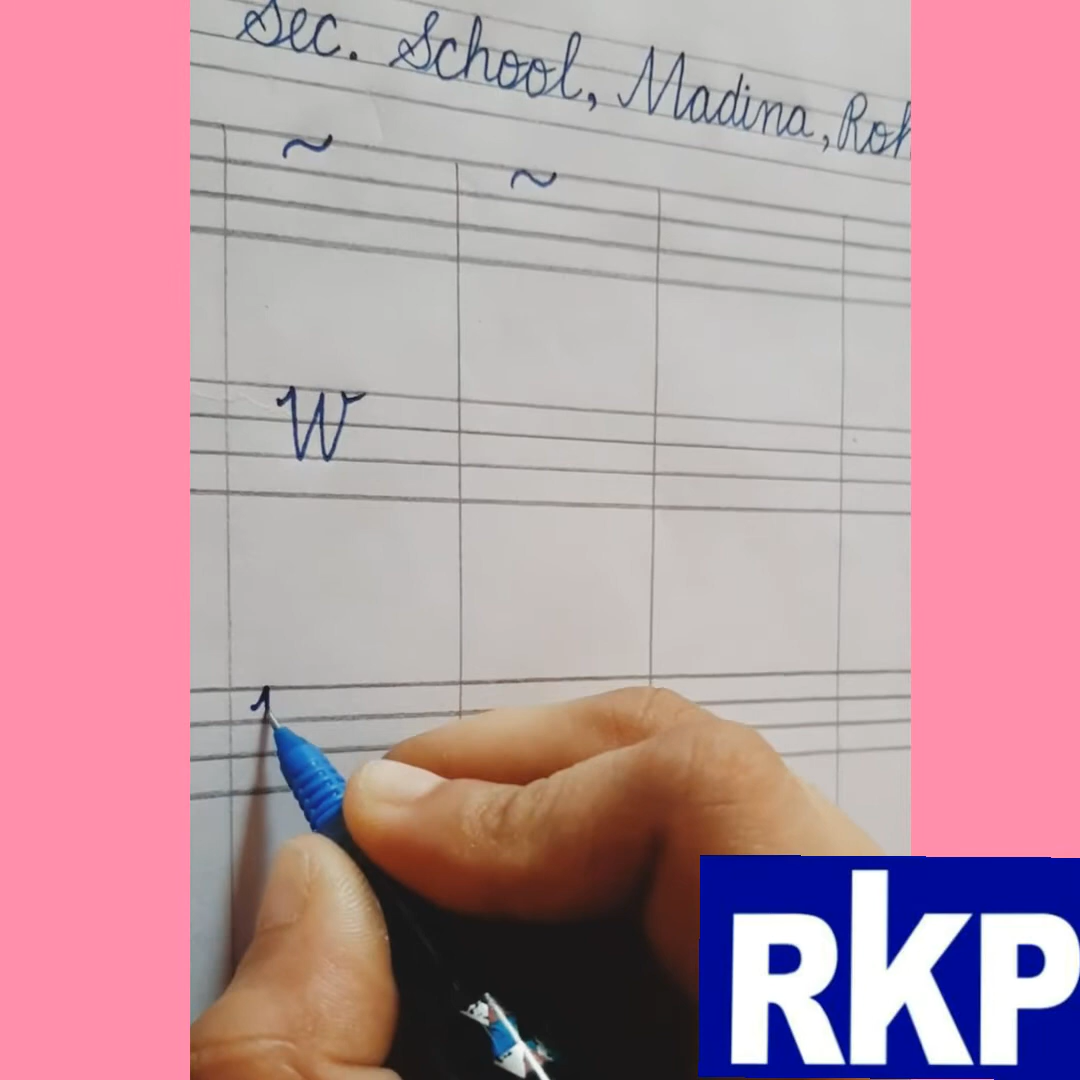 Sec. School, Madina, Roh
~ ~
W
RKP